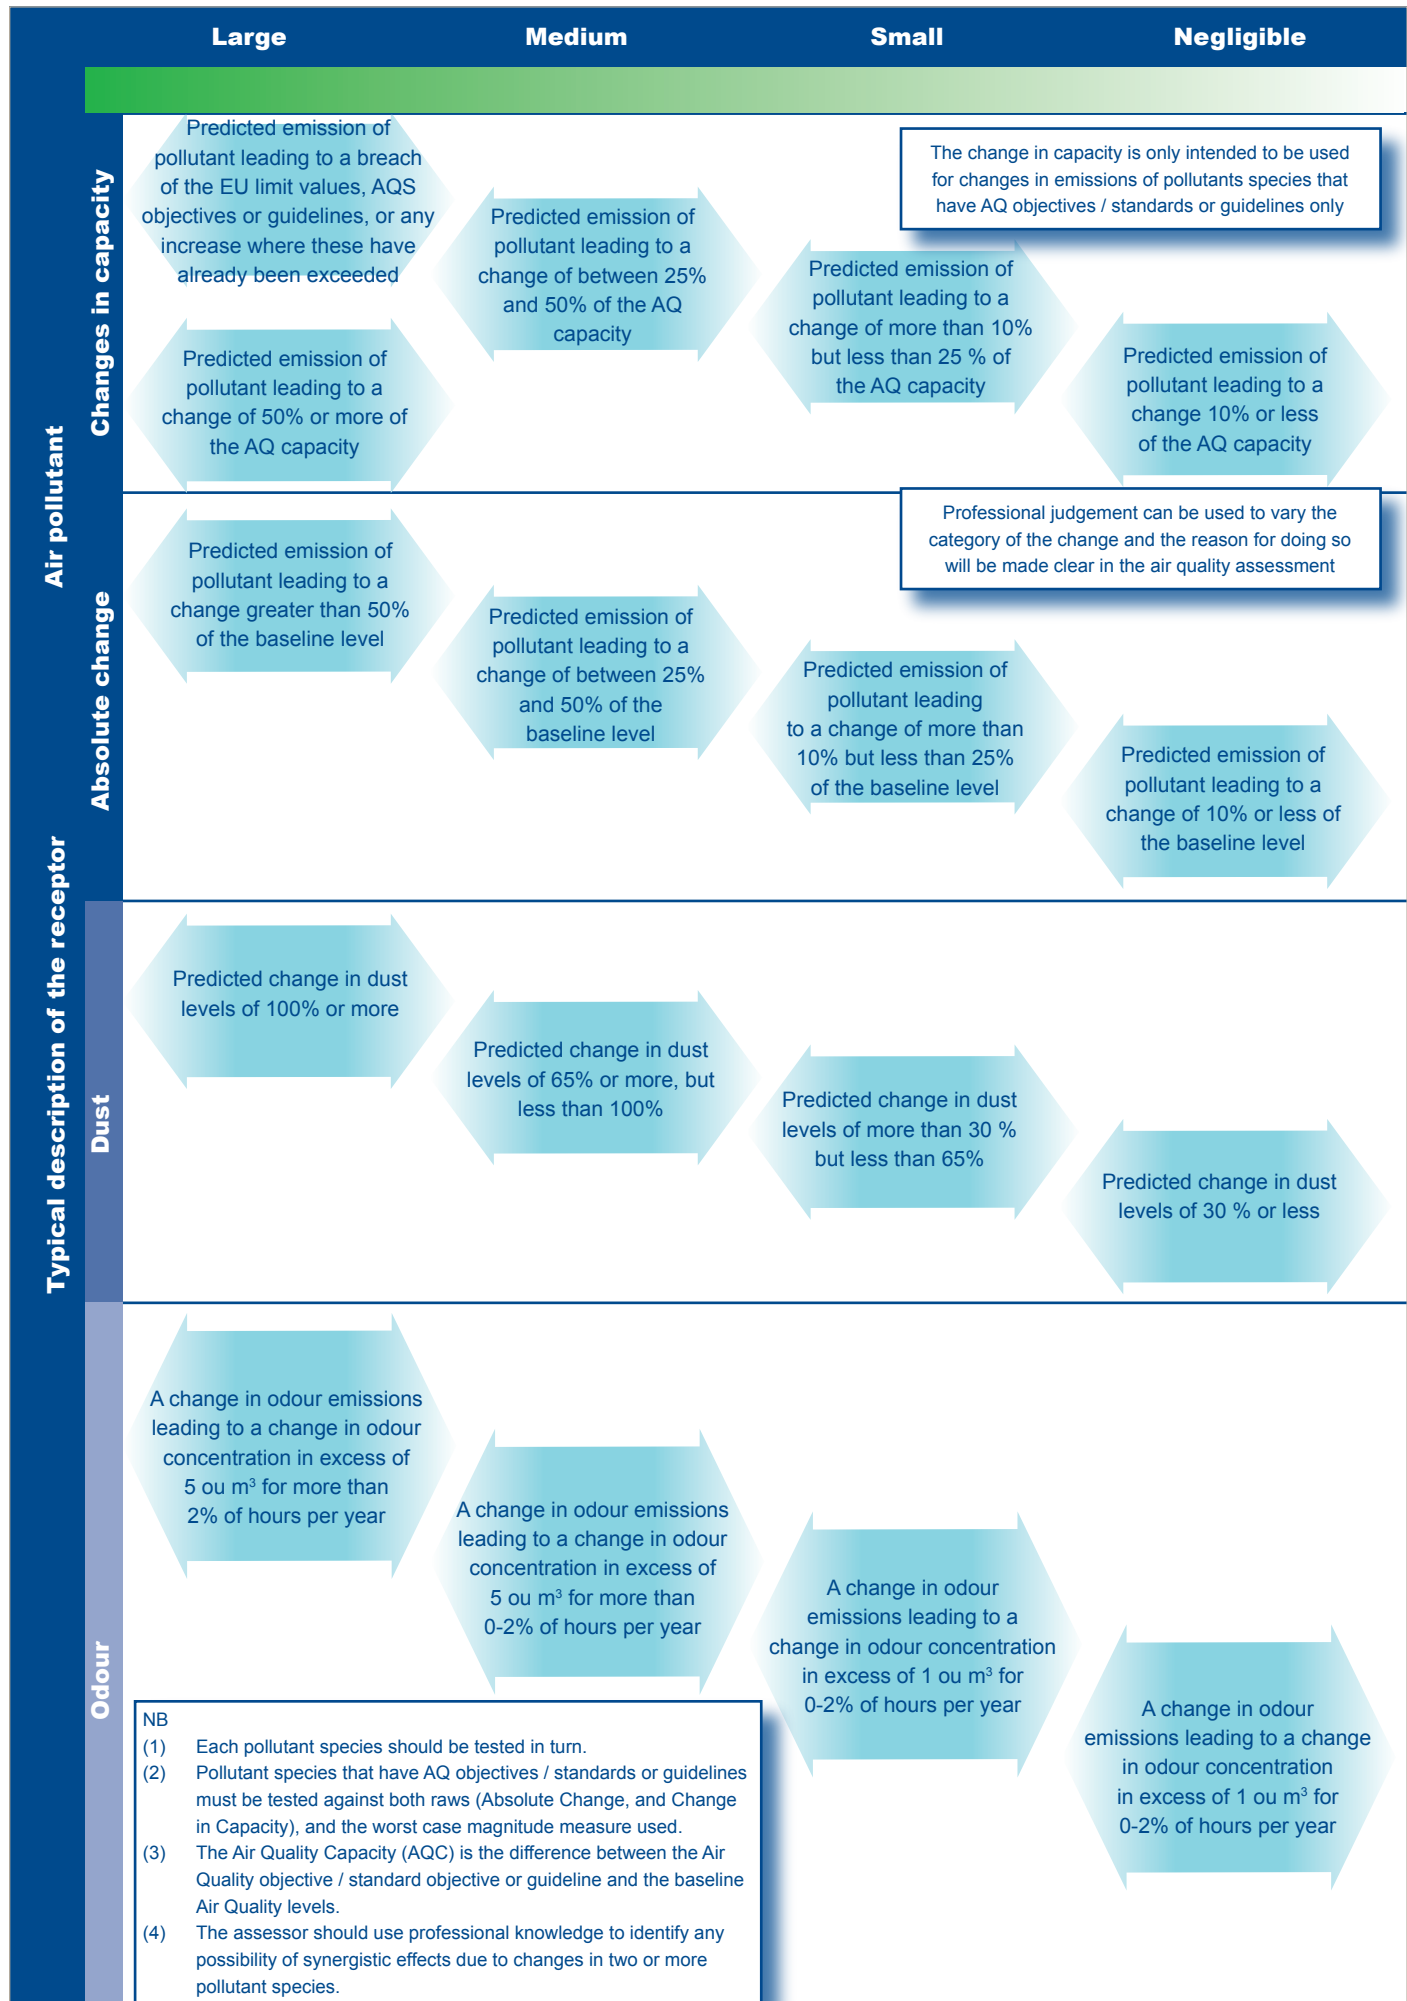 Large
Medium
Small
Negligible
Typical description of the receptor
Air pollutant
Changes in capacity
Predicted emission of
pollutant leading to a breach
of the EU limit values, AQS
objectives or guidelines, or any
increase where these have
already been exceeded
Predicted emission of
pollutant leading to a
change of 50% or more of
the AQ capacity
Predicted emission of
pollutant leading to a
change of between 25%
and 50% of the AQ
capacity
The change in capacity is only intended to be used
for changes in emissions of pollutants species that
have AQ objectives / standards or guidelines only
Predicted emission of
pollutant leading to a
change of more than 10%
but less than 25 % of
the AQ capacity
Predicted emission of
pollutant leading to a
change 10% or less
of the AQ capacity
Absolute change
Predicted emission of
pollutant leading to a
change greater than 50%
of the baseline level
Predicted emission of
pollutant leading to a
change of between 25%
and 50% of the
baseline level
Professional judgement can be used to vary the
category of the change and the reason for doing so
will be made clear in the air quality assessment
Predicted emission of
pollutant leading
to a change of more than
10% but less than 25%
of the baseline level
Predicted emission of
pollutant leading to a
change of 10% or less of
the baseline level
Dust
Predicted change in dust
levels of 100% or more
Predicted change in dust
levels of 65% or more, but
less than 100%
Predicted change in dust
levels of more than 30 %
but less than 65%
Predicted change in dust
levels of 30 % or less
Odour
A change in odour emissions
leading to a change in odour
concentration in excess of
5 ou m³ for more than
2% of hours per year
A change in odour emissions
leading to a change in odour
concentration in excess of
5 ou m³ for more than
0-2% of hours per year
A change in odour
emissions leading to a
change in odour concentration
in excess of 1 ou m³ for
0-2% of hours per year
A change in odour
emissions leading to a change
in odour concentration
in excess of 1 ou m³ for
0-2% of hours per year
NB
(1) Each pollutant species should be tested in turn.
(2) Pollutant species that have AQ objectives / standards or guidelines
must be tested against both raws (Absolute Change, and Change
in Capacity), and the worst case magnitude measure used.
(3) The Air Quality Capacity (AQC) is the difference between the Air
Quality objective / standard objective or guideline and the baseline
Air Quality levels.
(4) The assessor should use professional knowledge to identify any
possibility of synergistic effects due to changes in two or more
pollutant species.